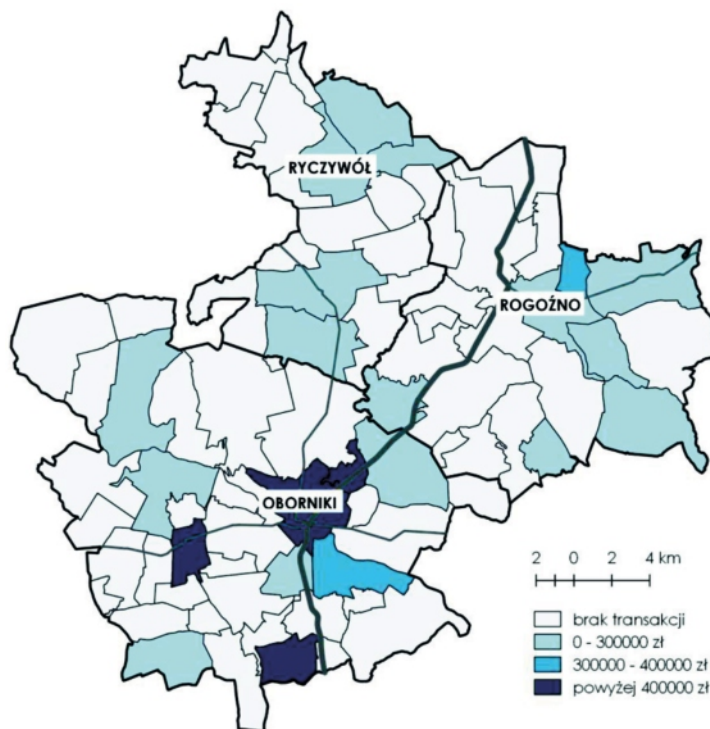 RYCZYWÓŁ
ROGOŹNO
OBORNIKI
2 0 2 4 km
brak transakcji
0 - 300000 zł
300000 - 400000 zł
powyżej 400000 zł